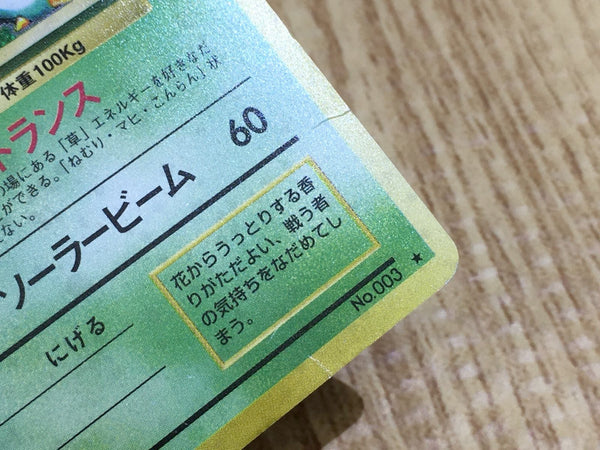 体重100Kg
トランス
の場にある「草」エネルギーを好きなだ
ができる。「ねむり・マヒ・こんらん」状
ない。
ソーラービーム 60
花からうっとりする香
りがただよい、戦う者
の気持ちをなだめてし
まう。
にげる
No.003 ★